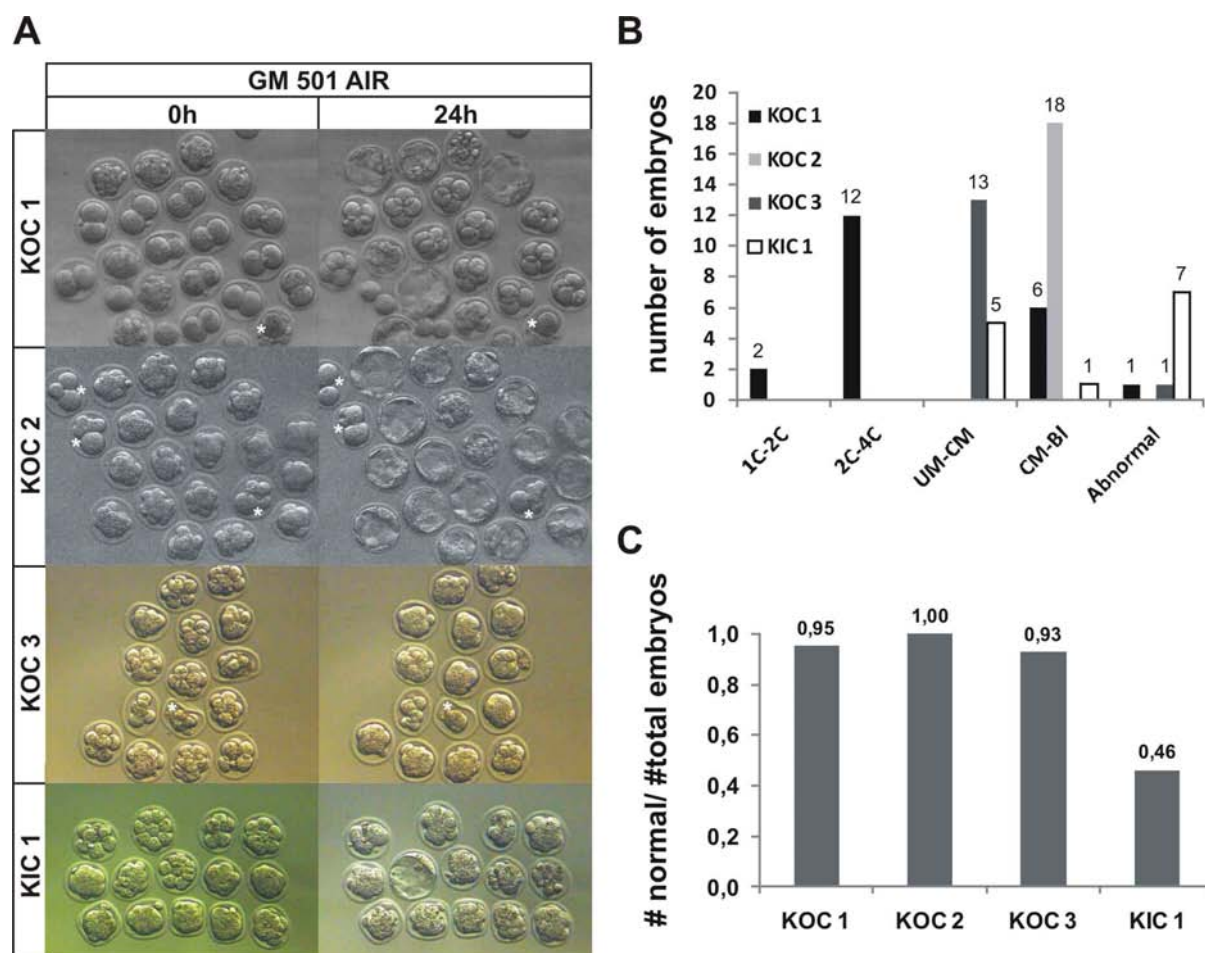 A
GM 501 AIR
0h 24h
KOC 1
KOC 2
KOC 3
KIC 1
*
*
*
*
*
*
*
*
*
*
B
number of embryos
20
18
16
14
12
10
8
6
4
2
0
KOC 1
KOC 2
KOC 3
KIC 1
2
12
13
5
6
18
1
1
1
7
1C-2C
2C-4C
UM-CM
CM-Bl
Abnormal
C
# normal/ #total embryos
1,0
0,8
0,6
0,4
0,2
0,0
0,95
1,00
0,93
0,46
KOC 1 KOC 2 KOC 3 KIC 1